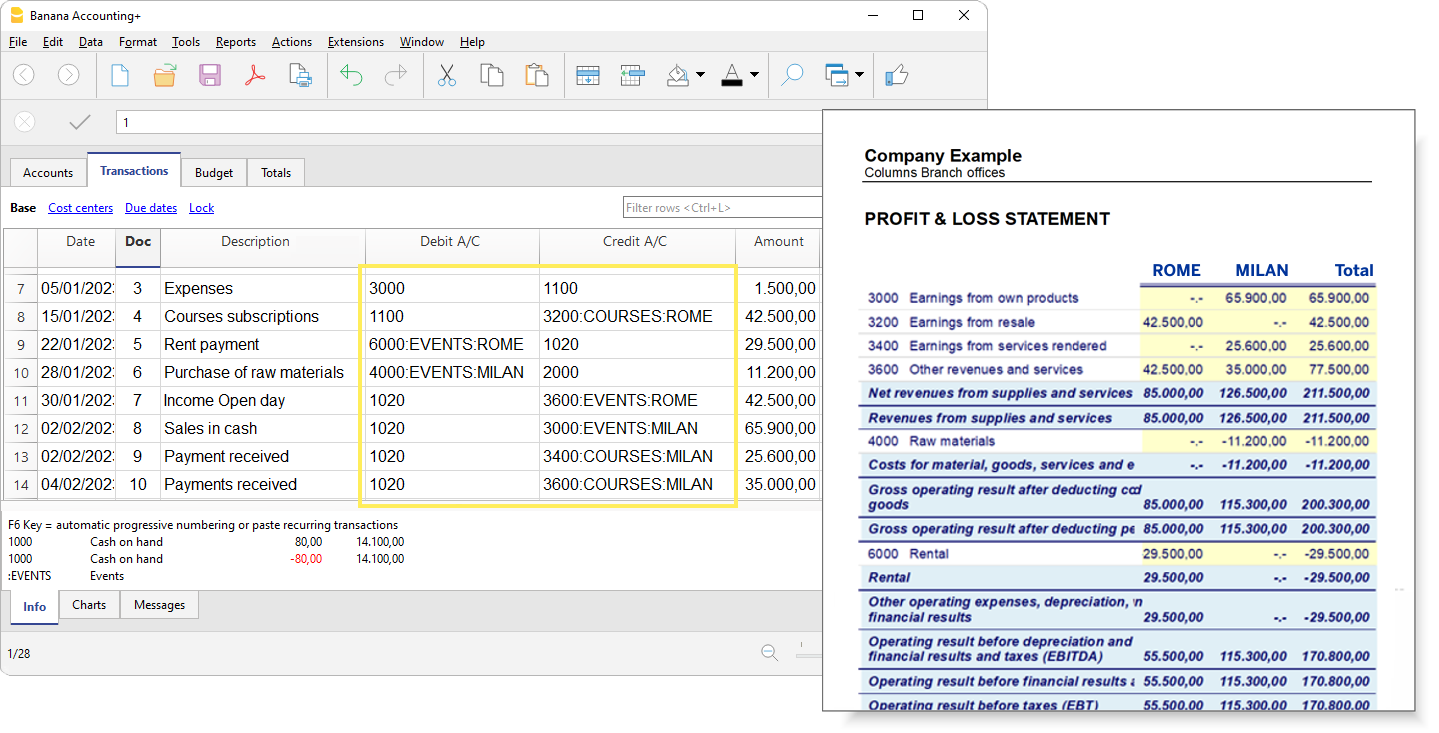 Banana Accounting+
File Edit Data Format Tools Reports Actions Extensions Window Help
1
Accounts Transactions Budget Totals
Base Cost centers Due dates Lock Filter rows <Ctrl+L>
Date Doc Description Debit A/C Credit A/C Amount
7 05/01/202 3 Expenses 3000 1100 1.500,00
8 15/01/202 4 Courses subscriptions 1100 3200:COURSES:ROME 42.500,00
9 22/01/202 5 Rent payment 6000:EVENTS:ROME 1020 29.500,00
10 28/01/202 6 Purchase of raw materials 4000:EVENTS:MILAN 2000 11.200,00
11 30/01/202 7 Income Open day 1020 3600:EVENTS:ROME 42.500,00
12 02/02/202 8 Sales in cash 1020 3000:EVENTS:MILAN 65.900,00
13 02/02/202 9 Payment received 1020 3400:COURSES:MILAN 25.600,00
14 04/02/202 10 Payments received 1020 3600:COURSES:MILAN 35.000,00
F6 Key = automatic progressive numbering or paste recurring transactions
1000 Cash on hand 80,00 14.100,00
1000 Cash on hand -80,00 14.100,00
:EVENTS Events
Info Charts Messages
1/28
Company Example
Columns Branch offices
PROFIT & LOSS STATEMENT
ROME MILAN Total
3000 Earnings from own products -.- 65.900,00 65.900,00
3200 Earnings from resale 42.500,00 -.- 42.500,00
3400 Earnings from services rendered -.- 25.600,00 25.600,00
3600 Other revenues and services 42.500,00 35.000,00 77.500,00
Net revenues from supplies and services 85.000,00 126.500,00 211.500,00
Revenues from supplies and services 85.000,00 126.500,00 211.500,00
4000 Raw materials -.- -11.200,00 -11.200,00
Costs for material, goods, services and e -.- -11.200,00 -11.200,00
Gross operating result after deducting
goods 85.000,00 115.300,00 200.300,00
Gross operating result after deducting pe 85.000,00 115.300,00 200.300,00
6000 Rental 29.500,00 -.- -29.500,00
Rental 29.500,00 -.- -29.500,00
Other operating expenses, depreciation,
financial results 29.500,00 -.- -29.500,00
Operating result before depreciation and
financial results and taxes (EBITDA) 55.500,00 115.300,00 170.800,00
Operating result before financial results 55.500,00 115.300,00 170.800,00
Operating result before taxes (EBT) 55.500,00 115.300,00 170.800,00